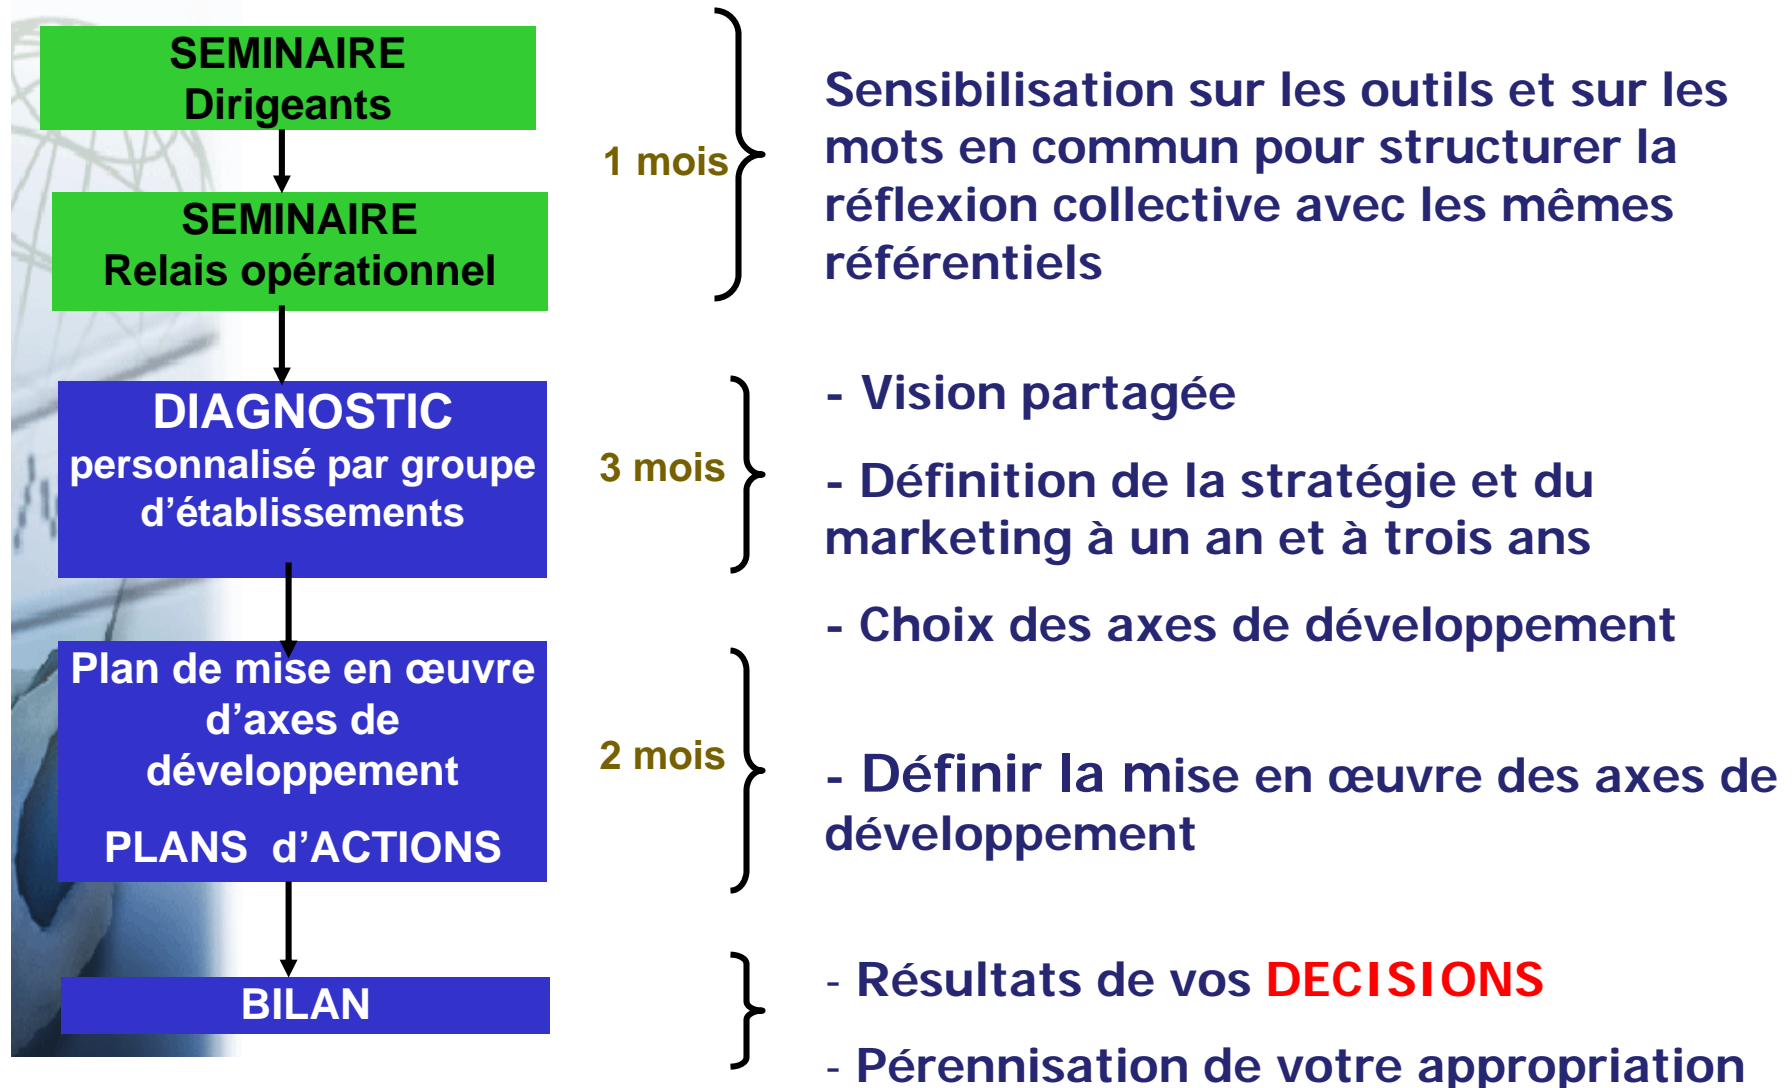 SEMINAIRE
Dirigeants
SEMINAIRE
Relais opérationnel
1 mois
Sensibilisation sur les outils et sur les
mots en commun pour structurer la
réflexion collective avec les mêmes
référentiels
DIAGNOSTIC
personnalisé par groupe
d’établissements
3 mois
- Vision partagée
- Définition de la stratégie et du
marketing à un an et à trois ans
- Choix des axes de développement
Plan de mise en œuvre
d’axes de
développement
PLANS d’ACTIONS
2 mois
- Définir la mise en œuvre des axes de
développement
BILAN
- Résultats de vos DECISIONS
- Pérennisation de votre appropriation